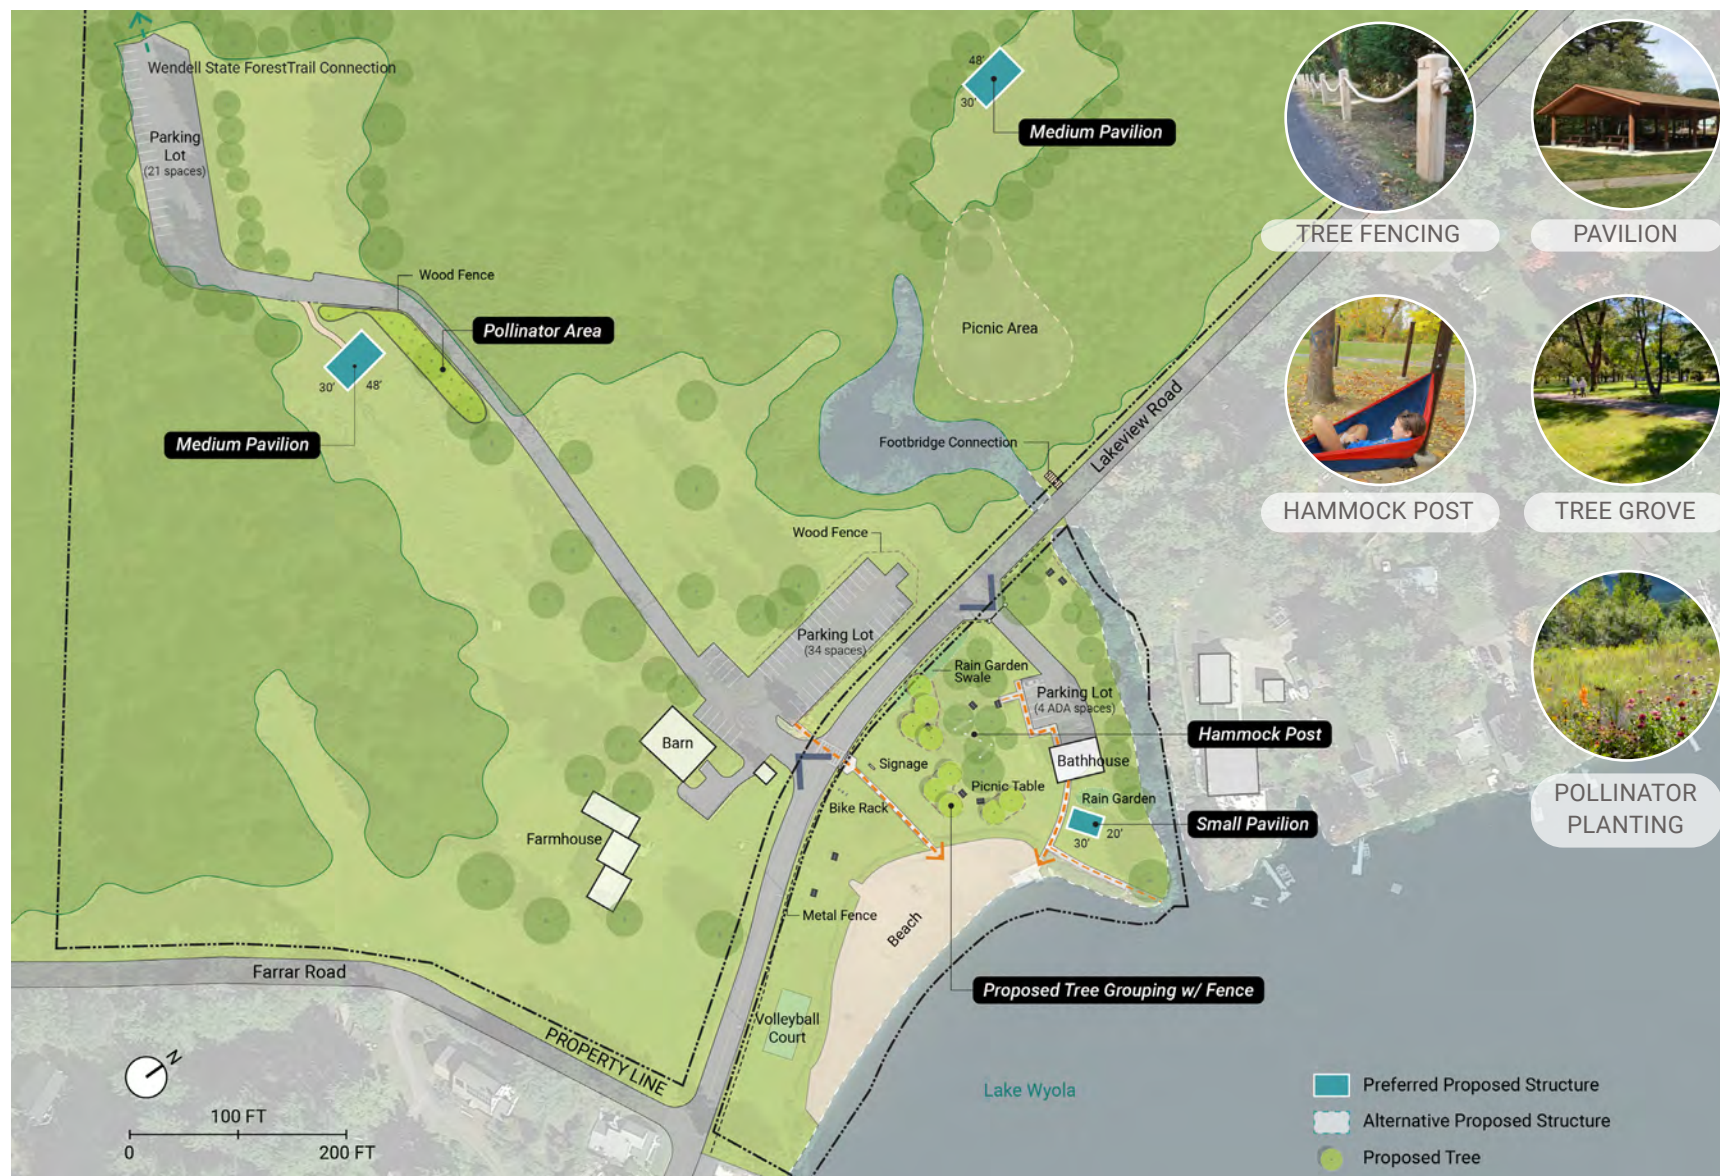 Wendell State ForestTrail Connection
Parking
Lot
(21 spaces)
48'
30'
Medium Pavilion
TREE FENCING
PAVILION
Wood Fence
Pollinator Area
Picnic Area
30'
48'
Medium Pavilion
Footbridge Connection
Lakeview Road
HAMMOCK POST
TREE GROVE
Wood Fence
Parking Lot
(34 spaces)
Rain Garden
Swale
Parking Lot
(4 ADA spaces)
Hammock Post
Barn
Signage
Bathhouse
Picnic Table
Bike Rack
Rain Garden
POLLINATOR
PLANTING
Small Pavilion
20'
30'
Farmhouse
Metal Fence
Beach
Farrar Road
Proposed Tree Grouping w/ Fence
Volleyball
Court
PROPERTY LINE
N
100 FT
0
200 FT
Lake Wyola
Preferred Proposed Structure
Alternative Proposed Structure
Proposed Tree